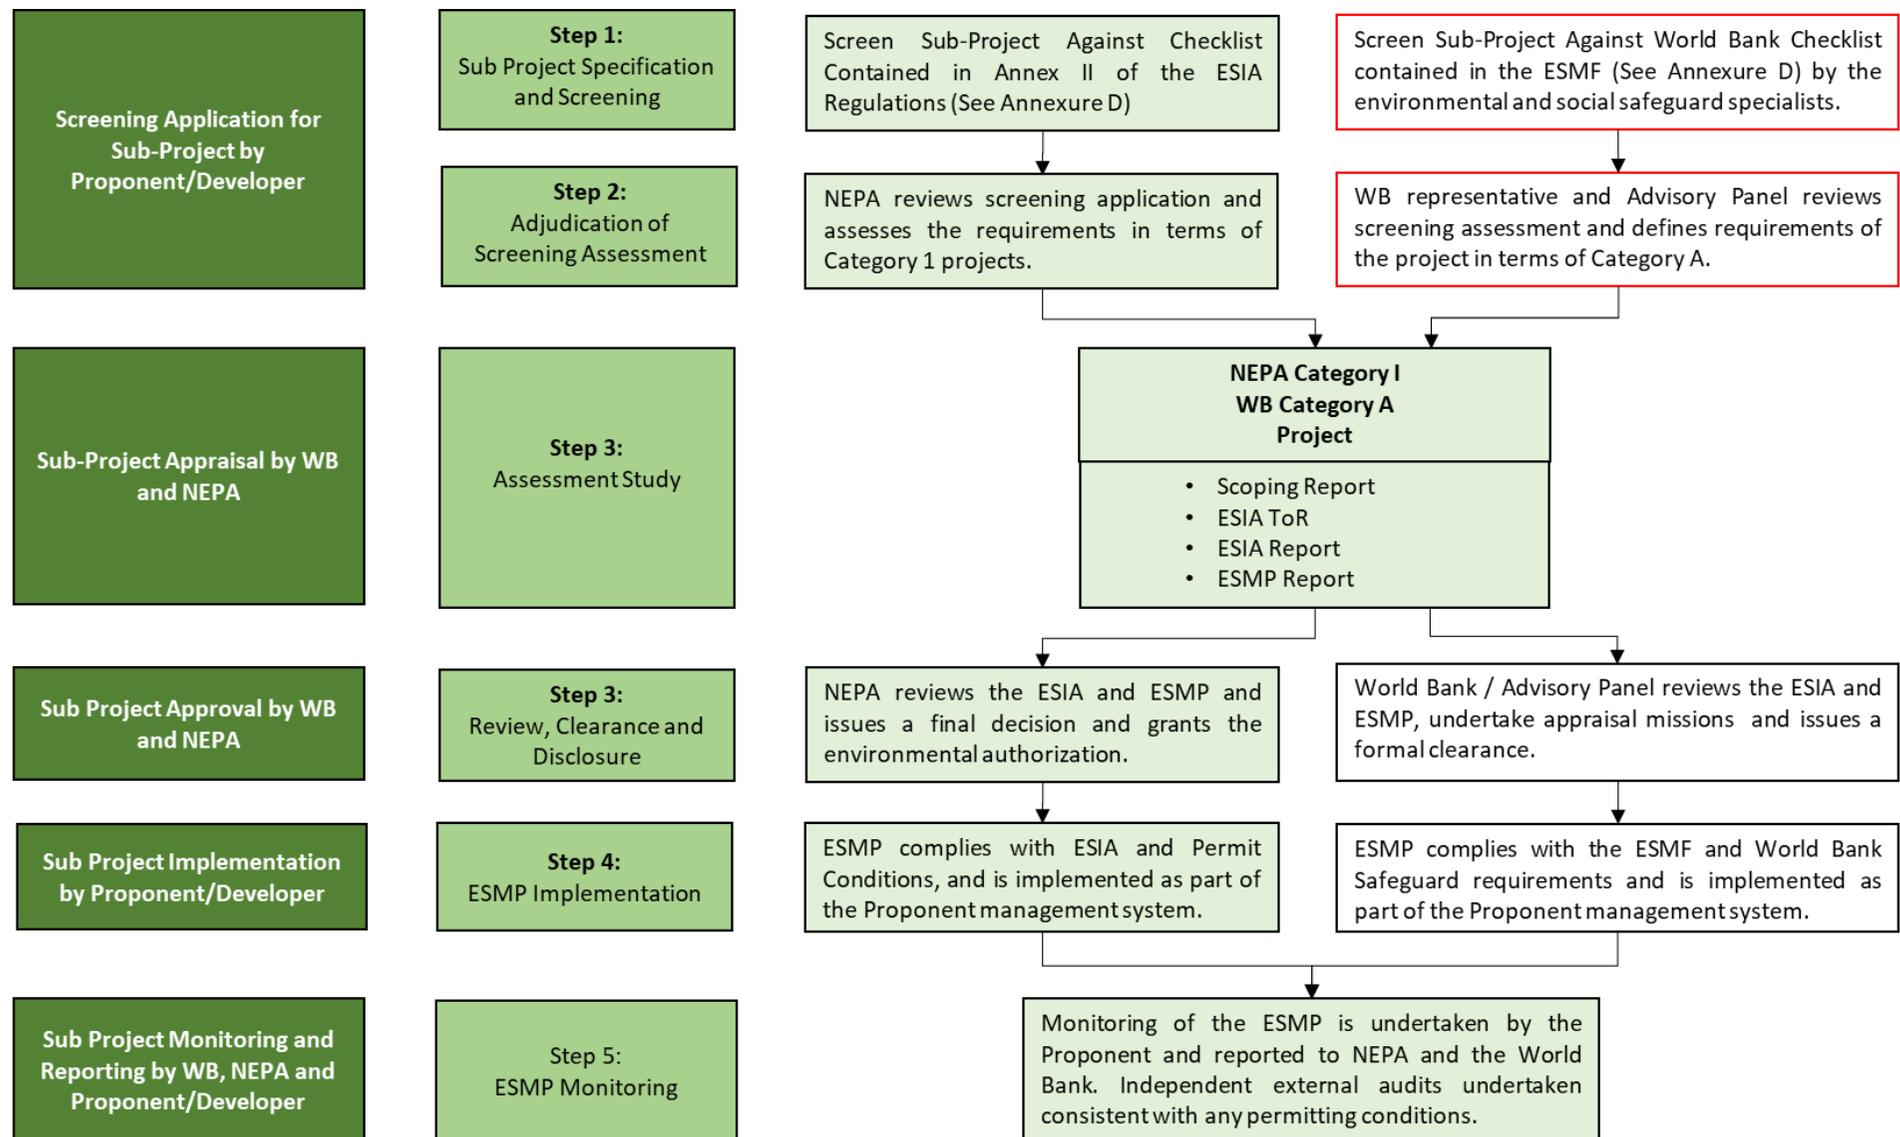 Screening Application for
Sub-Project by
Proponent/Developer
Step 1:
Sub Project Specification
and Screening
Screen Sub-Project Against Checklist
Contained in Annex II of the ESIA
Regulations (See Annexure D)
Screen Sub-Project Against World Bank Checklist
contained in the ESMF (See Annexure D) by the
environmental and social safeguard specialists.
Step 2:
Adjudication of
Screening Assessment
NEPA reviews screening application and
assesses the requirements in terms of
Category 1 projects.
WB representative and Advisory Panel reviews
screening assessment and defines requirements of
the project in terms of Category A.
Sub-Project Appraisal by WB
and NEPA
Step 3:
Assessment Study
NEPA Category I
WB Category A
Project
• Scoping Report
• ESIA ToR
• ESIA Report
• ESMP Report
Sub Project Approval by WB
and NEPA
Step 3:
Review, Clearance and
Disclosure
NEPA reviews the ESIA and ESMP and
issues a final decision and grants the
environmental authorization.
World Bank / Advisory Panel reviews the ESIA and
ESMP, undertake appraisal missions and issues a
formal clearance.
Sub Project Implementation
by Proponent/Developer
Step 4:
ESMP Implementation
ESMP complies with ESIA and Permit
Conditions, and is implemented as part of
the Proponent management system.
ESMP complies with the ESMF and World Bank
Safeguard requirements and is implemented as
part of the Proponent management system.
Sub Project Monitoring and
Reporting by WB, NEPA and
Proponent/Developer
Step 5:
ESMP Monitoring
Monitoring of the ESMP is undertaken by the
Proponent and reported to NEPA and the World
Bank. Independent external audits undertaken
consistent with any permitting conditions.